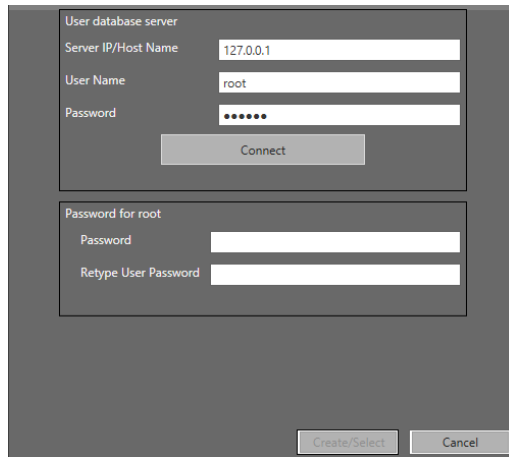 User database server
Server IP/Host Name 127.0.0.1
User Name root
Password ●●●●●●
Connect
Password for root
Password
Retype User Password
Create/Select Cancel